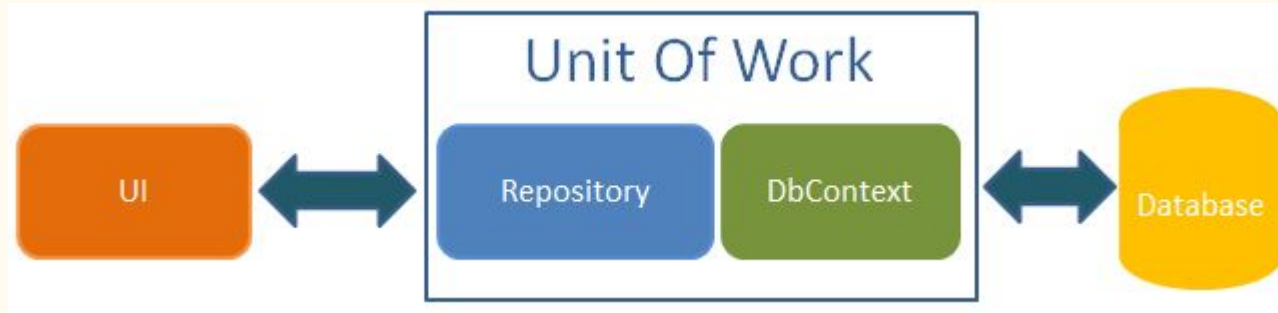 Unit Of Work
UI
Repository
DbContext
Database